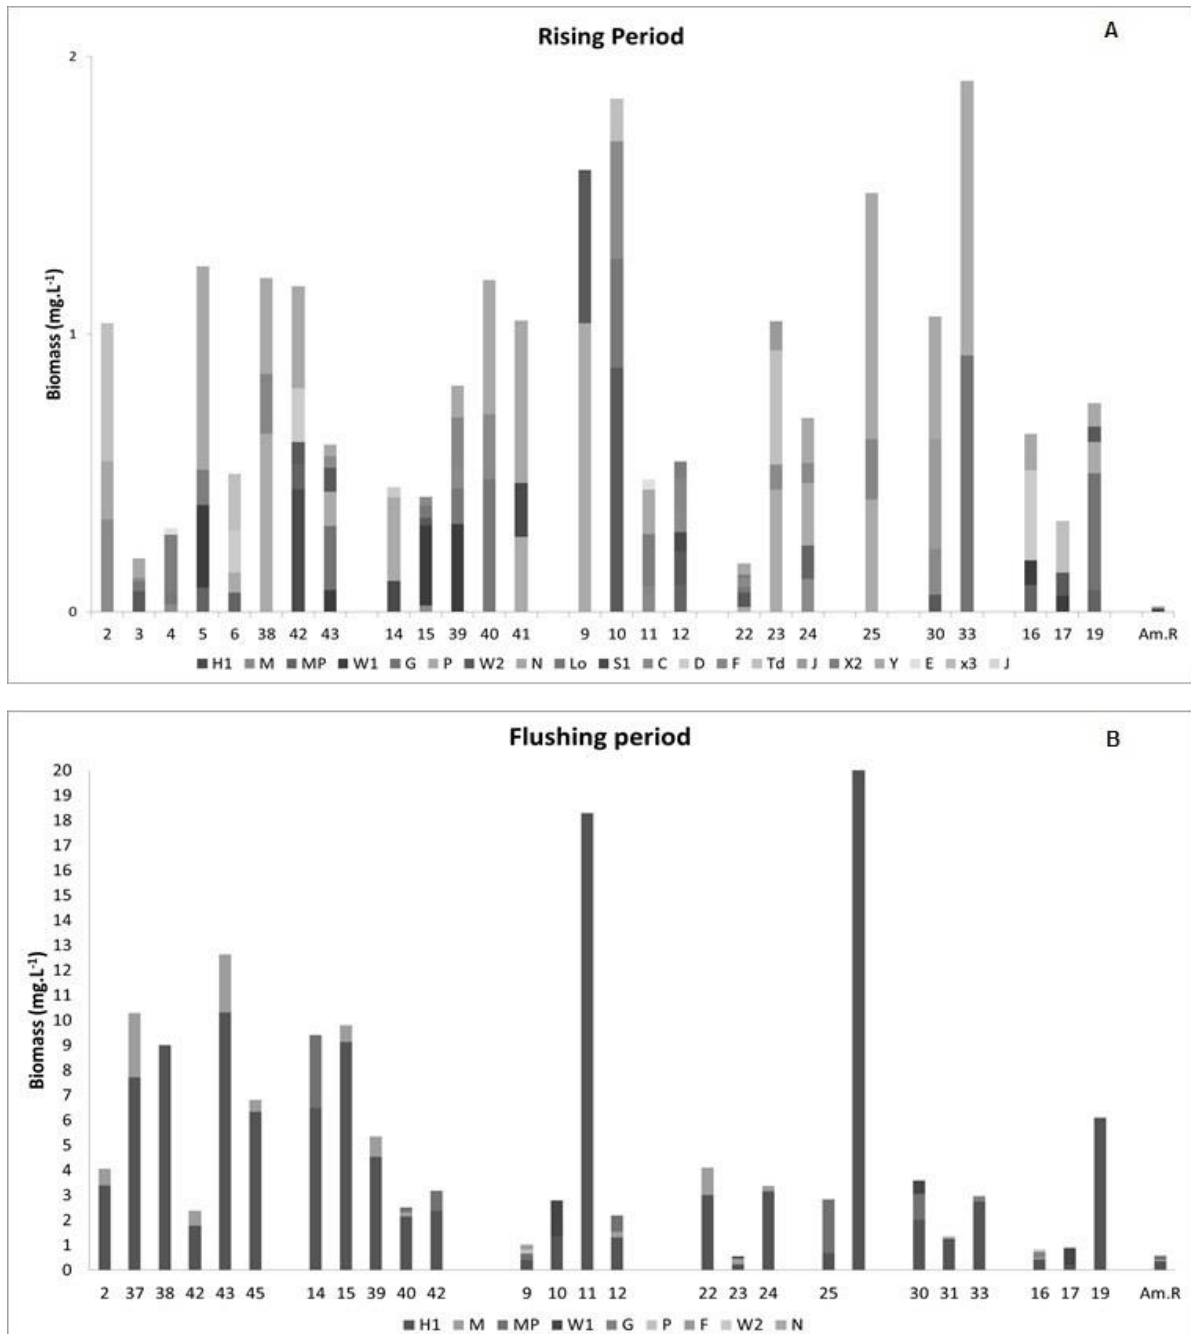 Rising Period
A
2
1
0
Biomass (mg.L-1)
2 3 4 5 6 38 42 43 14 15 39 40 41 9 10 11 12 22 23 24 25 30 33 16 17 19 Am.R
H1 M MP W1 G P W2 N Lo S1 C D F Td J X2 Y E x3 J
Flushing period
B
20
19
18
17
16
15
14
13
12
11
10
9
8
7
6
5
4
3
2
1
0
Biomass (mg.L-1)
2 37 38 42 43 45 14 15 39 40 42 9 10 11 12 22 23 24 25 30 31 33 16 17 19 Am.R
H1 M MP W1 G P F W2 N